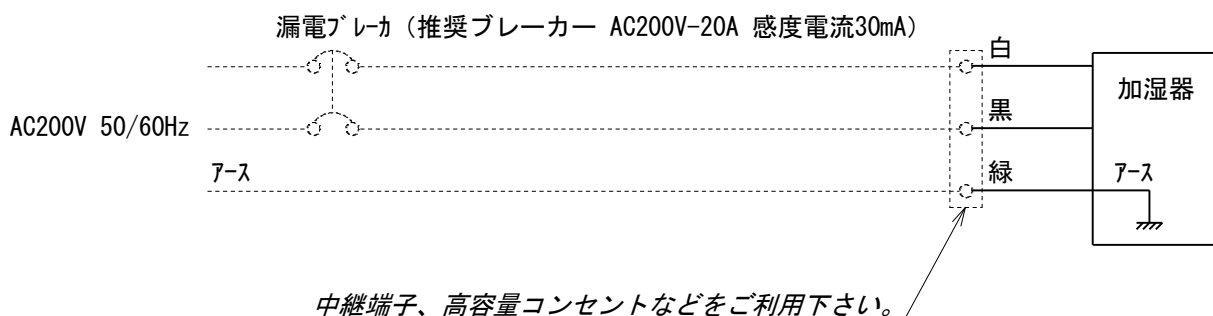 漏電ﾌﾞﾚｰｶ（推奨ブレーカー AC200V-20A 感度電流30mA）
白
加湿器
黒
AC200V 50/60Hz
ｱｰｽ
緑
ｱｰｽ
中継端子、高容量コンセントなどをご利用下さい。